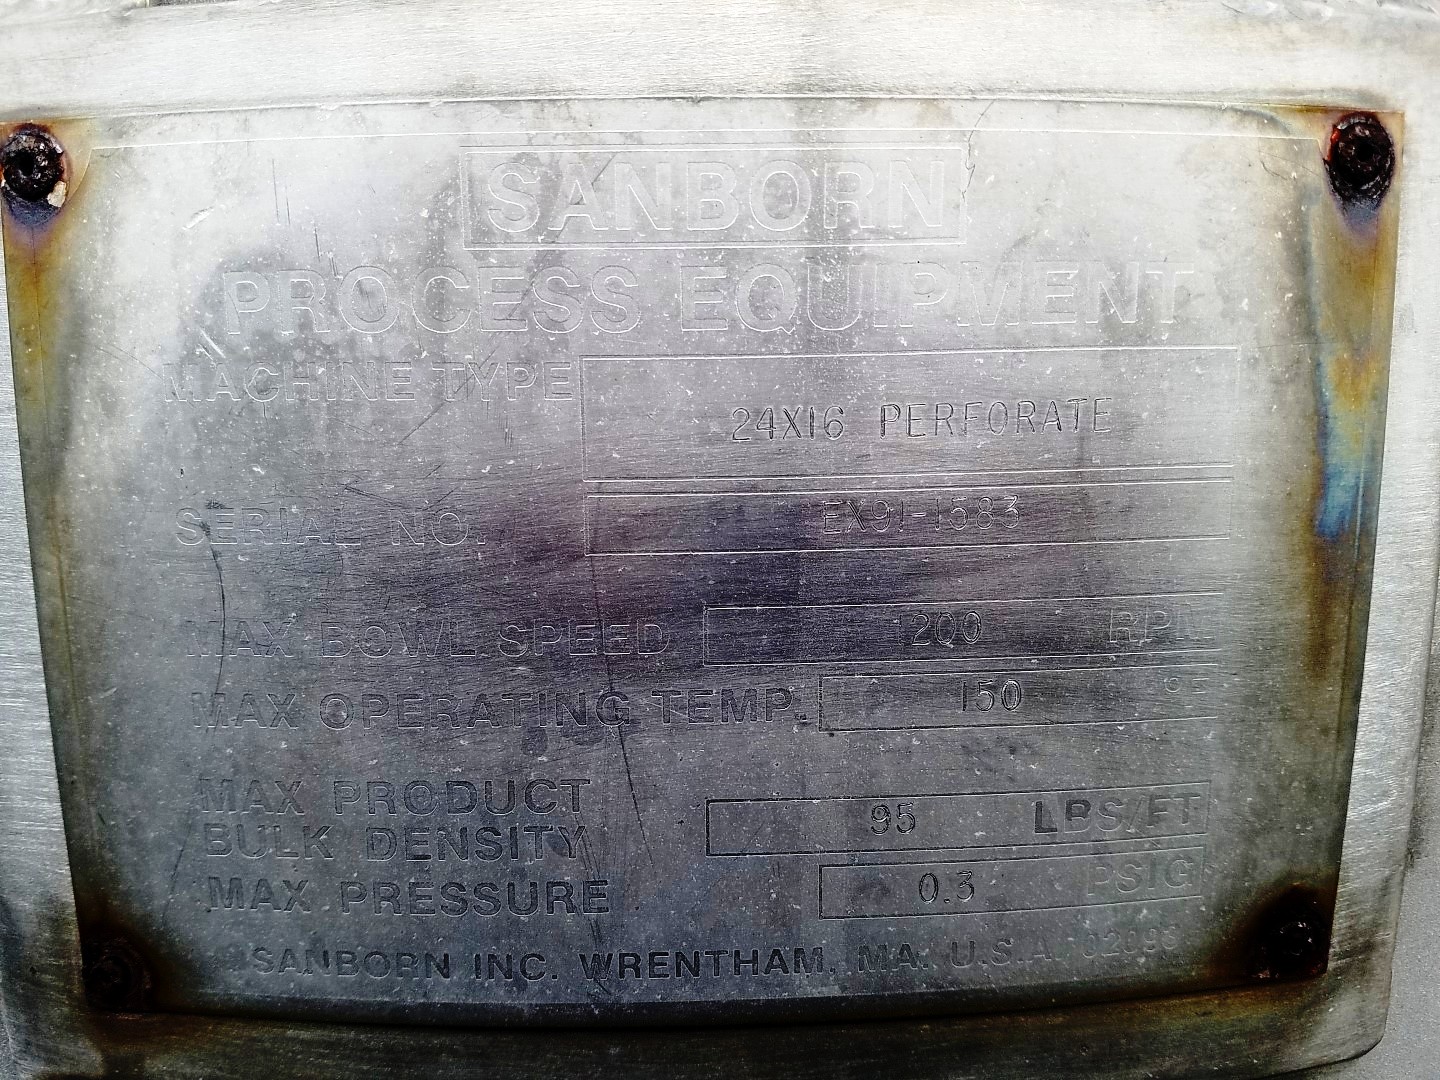 SANBORN
PROCESS EQUIPMENT
MACHINE TYPE 24X16 PERFORATE
SERIAL NO. EX91-1583
MAX BOWL SPEED 1200 RPM
MAX OPERATING TEMP. 150 °F
MAX PRODUCT
BULK DENSITY 95 LBS/FT
MAX PRESSURE 0.3 PSIG
SANBORN INC. WRENTHAM, MA. U.S.A. 02093